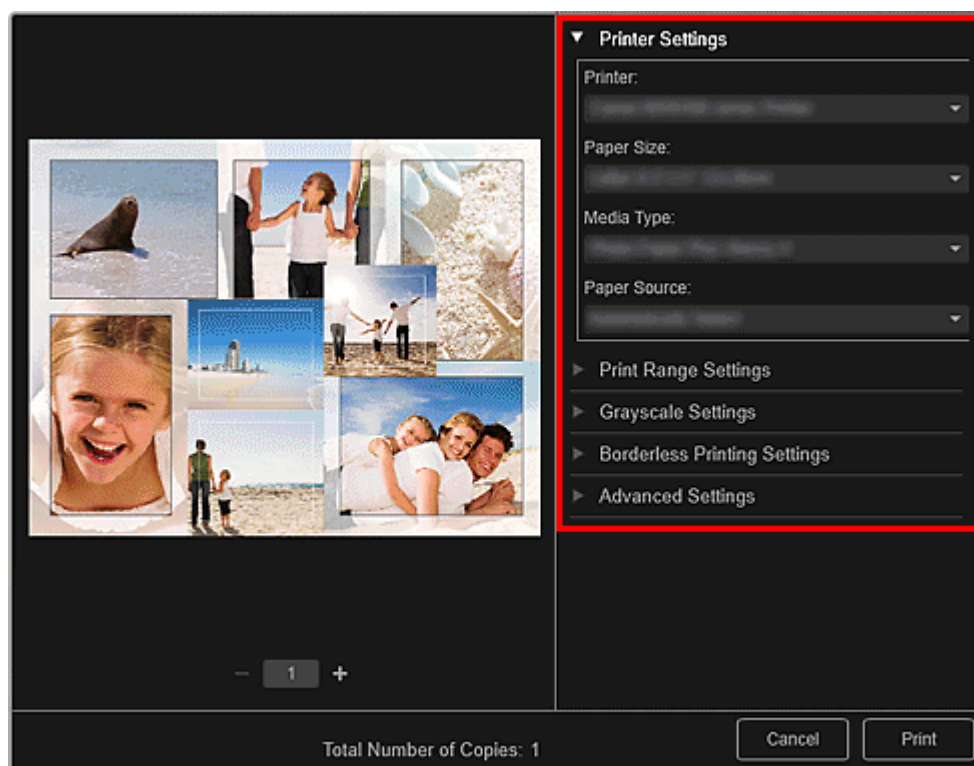 Printer Settings
Printer:
Paper Size:
Media Type:
Paper Source:
Print Range Settings
Grayscale Settings
Borderless Printing Settings
Advanced Settings
1
Total Number of Copies: 1
Cancel
Print